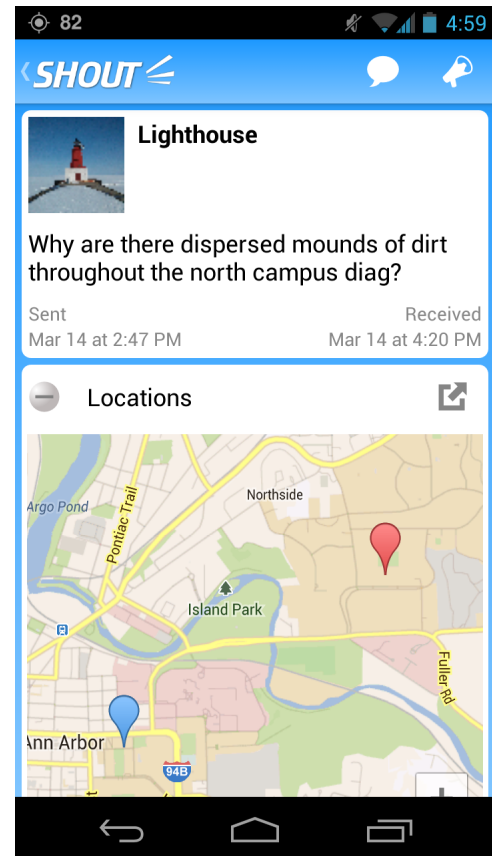 82
4:59
SHOUT
Lighthouse
Why are there dispersed mounds of dirt
throughout the north campus diag?
Sent
Received
Mar 14 at 2:47 PM
Mar 14 at 4:20 PM
Locations
Northside
Argo Pond
Pontiac Trail
Island Park
Fuller Rd
Ann Arbor
94B